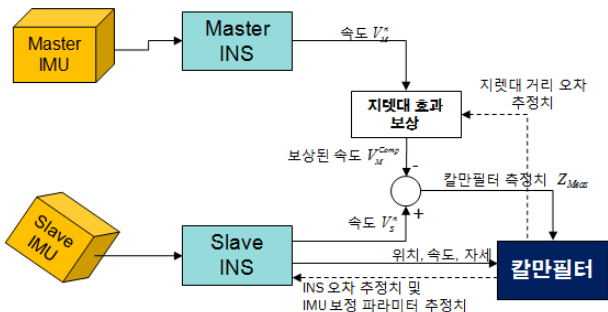 Master
IMU
Master
INS
속도 V_M^n
지렛대 거리 오차
추정치
지렛대 효과
보상
보상된 속도 V_M^Comp
-
칼만필터 측정치 Z_Meas
+
속도 V_S^n
Slave
IMU
Slave
INS
위치, 속도, 자세
칼만필터
INS 오차 추정치 및
IMU 보정 파라미터 추정치